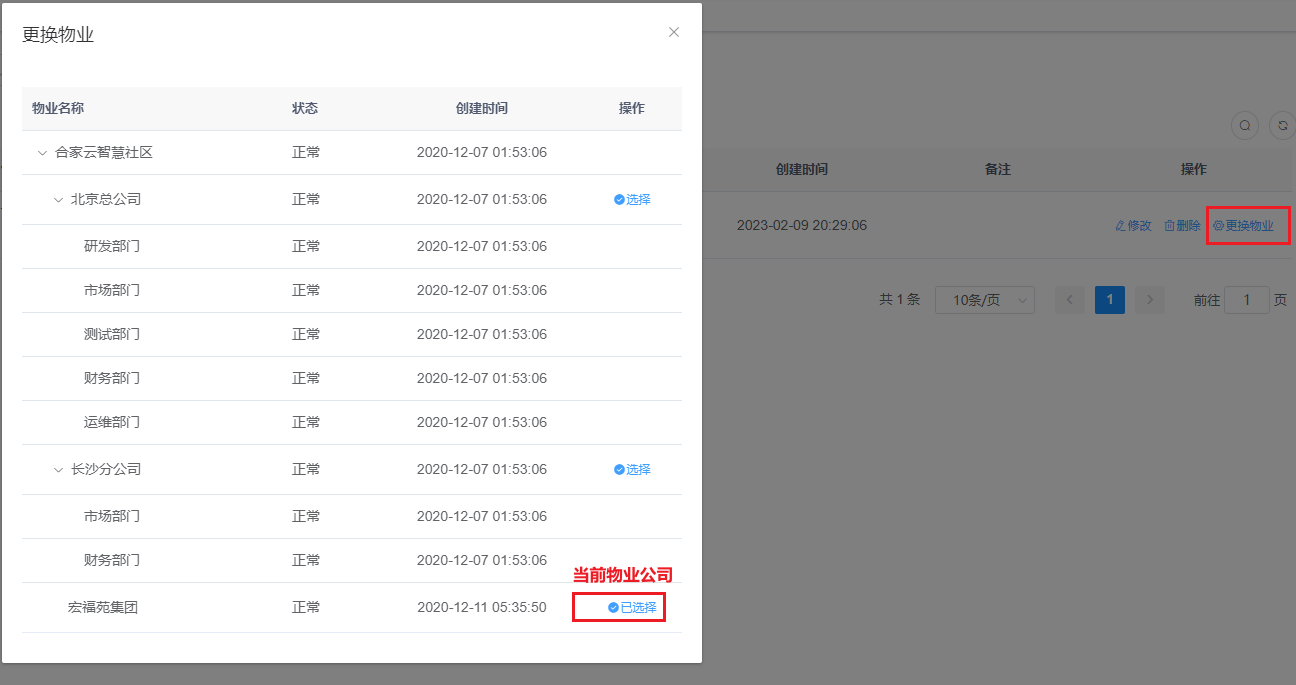 更换物业
物业名称 状态 创建时间 操作
合家云智慧社区 正常 2020-12-07 01:53:06
北京总公司 正常 2020-12-07 01:53:06 选择
研发部门 正常 2020-12-07 01:53:06
市场部门 正常 2020-12-07 01:53:06
测试部门 正常 2020-12-07 01:53:06
财务部门 正常 2020-12-07 01:53:06
运维部门 正常 2020-12-07 01:53:06
长沙分公司 正常 2020-12-07 01:53:06 选择
市场部门 正常 2020-12-07 01:53:06
财务部门 正常 2020-12-07 01:53:06
当前物业公司
宏福苑集团 正常 2020-12-11 05:35:50 已选择
创建时间 备注 操作
2023-02-09 20:29:06 修改 删除 更换物业
共 1 条 10条/页 1 前往 1 页